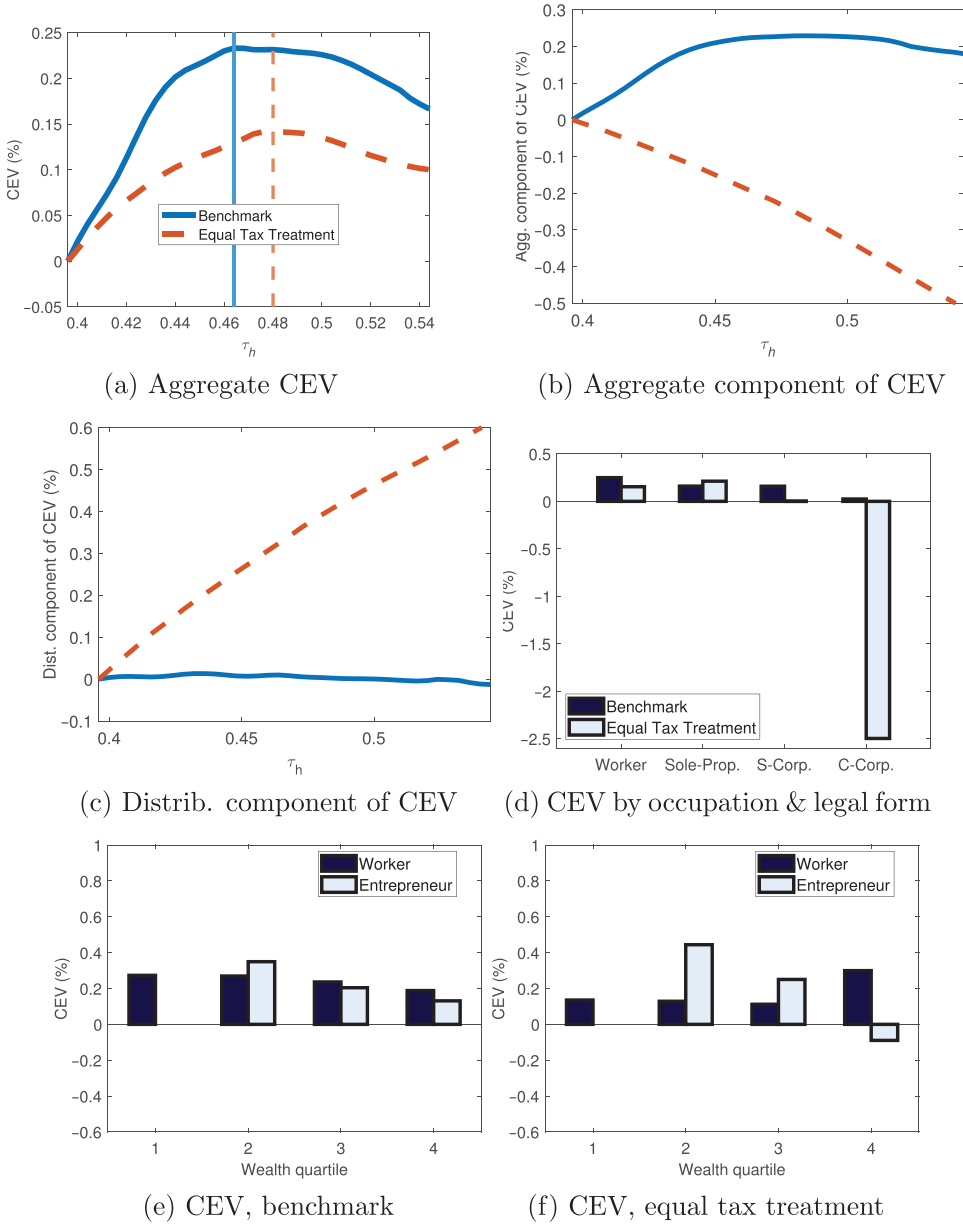 0.25
0.2
0.15
0.1
0.05
0
−0.05
CEV (%)
0.4 0.42 0.44 0.46 0.48 0.5 0.52 0.54
τh
Benchmark
Equal Tax Treatment
(a) Aggregate CEV
0.3
0.2
0.1
0
−0.1
−0.2
−0.3
−0.4
−0.5
Agg. component of CEV (%)
0.4 0.45 0.5
τh
(b) Aggregate component of CEV
0.6
0.5
0.4
0.3
0.2
0.1
0
−0.1
Dist. component of CEV (%)
0.4 0.45 0.5
τh
(c) Distrib. component of CEV
0.5
0
−0.5
−1
−1.5
−2
−2.5
CEV (%)
Benchmark
Equal Tax Treatment
Worker Sole-Prop. S-Corp. C-Corp.
(d) CEV by occupation & legal form
1
0.8
0.6
0.4
0.2
0
−0.2
−0.4
−0.6
CEV (%)
Worker
Entrepreneur
1 2 3 4
Wealth quartile
(e) CEV, benchmark
1
0.8
0.6
0.4
0.2
0
−0.2
−0.4
−0.6
CEV (%)
Worker
Entrepreneur
1 2 3 4
Wealth quartile
(f) CEV, equal tax treatment